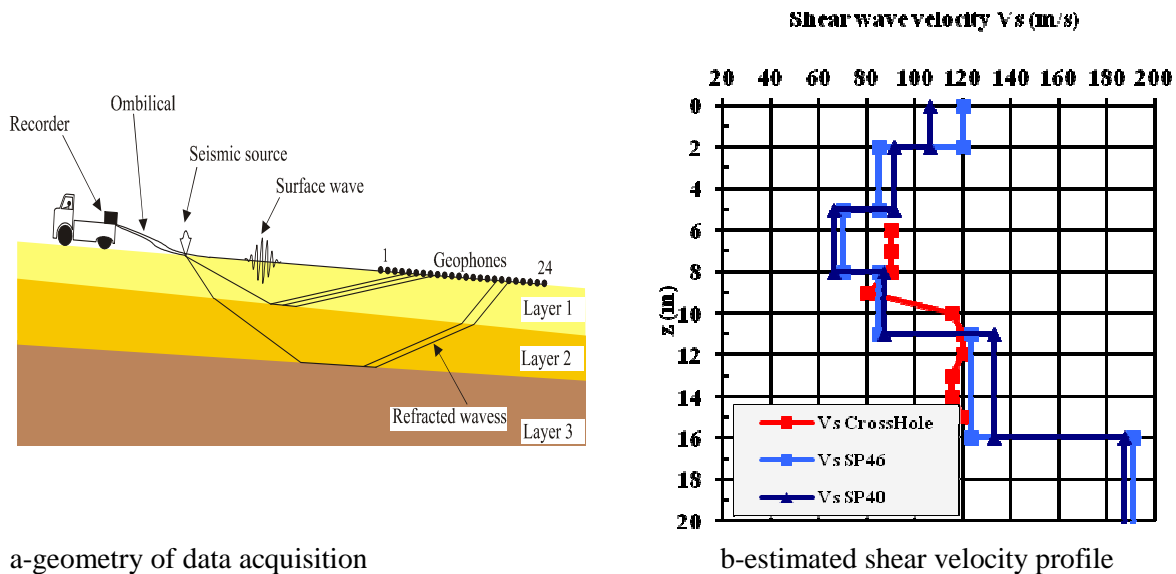 Recorder
Ombilical
Seismic source
Surface wave
1
Geophones
24
Layer 1
Layer 2
Layer 3
Refracted wavess
a-geometry of data acquisition
Shear wave velocity Vs (m/s)
20 40 60 80 100 120 140 160 180 200
0
2
4
6
8
10
12
14
16
18
20
z (m)
Vs CrossHole
Vs SP46
Vs SP40
b-estimated shear velocity profile